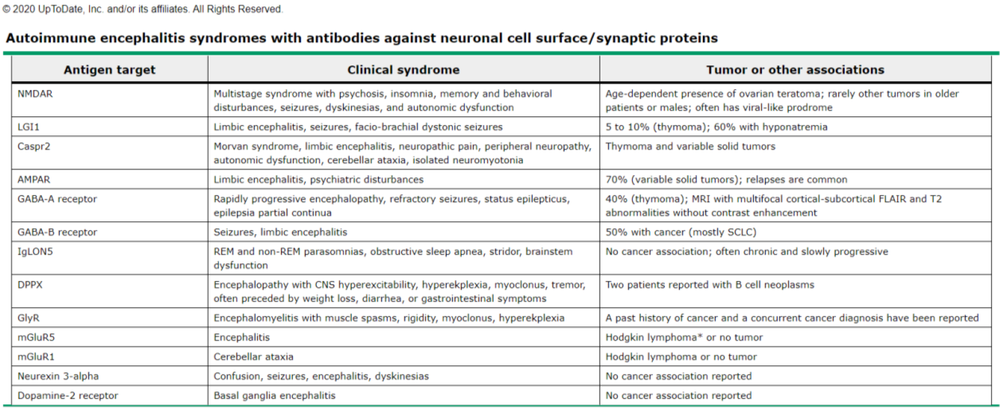 © 2020 UpToDate, Inc. and/or its affiliates. All Rights Reserved.
Autoimmune encephalitis syndromes with antibodies against neuronal cell surface/synaptic proteins
Antigen target Clinical syndrome Tumor or other associations
NMDAR Multistage syndrome with psychosis, insomnia, memory and behavioral Age-dependent presence of ovarian teratoma; rarely other tumors in older
disturbances, seizures, dyskinesias, and autonomic dysfunction patients or males; often has viral-like prodrome
LGI1 Limbic encephalitis, seizures, facio-brachial dystonic seizures 5 to 10% (thymoma); 60% with hyponatremia
Caspr2 Morvan syndrome, limbic encephalitis, neuropathic pain, peripheral neuropathy, Thymoma and variable solid tumors
autonomic dysfunction, cerebellar ataxia, isolated neuromyotonia
AMPAR Limbic encephalitis, psychiatric disturbances 70% (variable solid tumors); relapses are common
GABA-A receptor Rapidly progressive encephalopathy, refractory seizures, status epilepticus, 40% (thymoma); MRI with multifocal cortical-subcortical FLAIR and T2
epilepsia partial continua abnormalities without contrast enhancement
GABA-B receptor Seizures, limbic encephalitis 50% with cancer (mostly SCLC)
IgLON5 REM and non-REM parasomnias, obstructive sleep apnea, stridor, brainstem No cancer association; often chronic and slowly progressive
dysfunction
DPPX Encephalopathy with CNS hyperexcitability, hyperekplexia, myoclonus, tremor, Two patients reported with B cell neoplasms
often preceded by weight loss, diarrhea, or gastrointestinal symptoms
GlyR Encephalomyelitis with muscle spasms, rigidity, myoclonus, hyperekplexia A past history of cancer and a concurrent cancer diagnosis have been reported
mGluR5 Encephalitis Hodgkin lymphoma* or no tumor
mGluR1 Cerebellar ataxia Hodgkin lymphoma or no tumor
Neurexin 3-alpha Confusion, seizures, encephalitis, dyskinesias No cancer association reported
Dopamine-2 receptor Basal ganglia encephalitis No cancer association reported